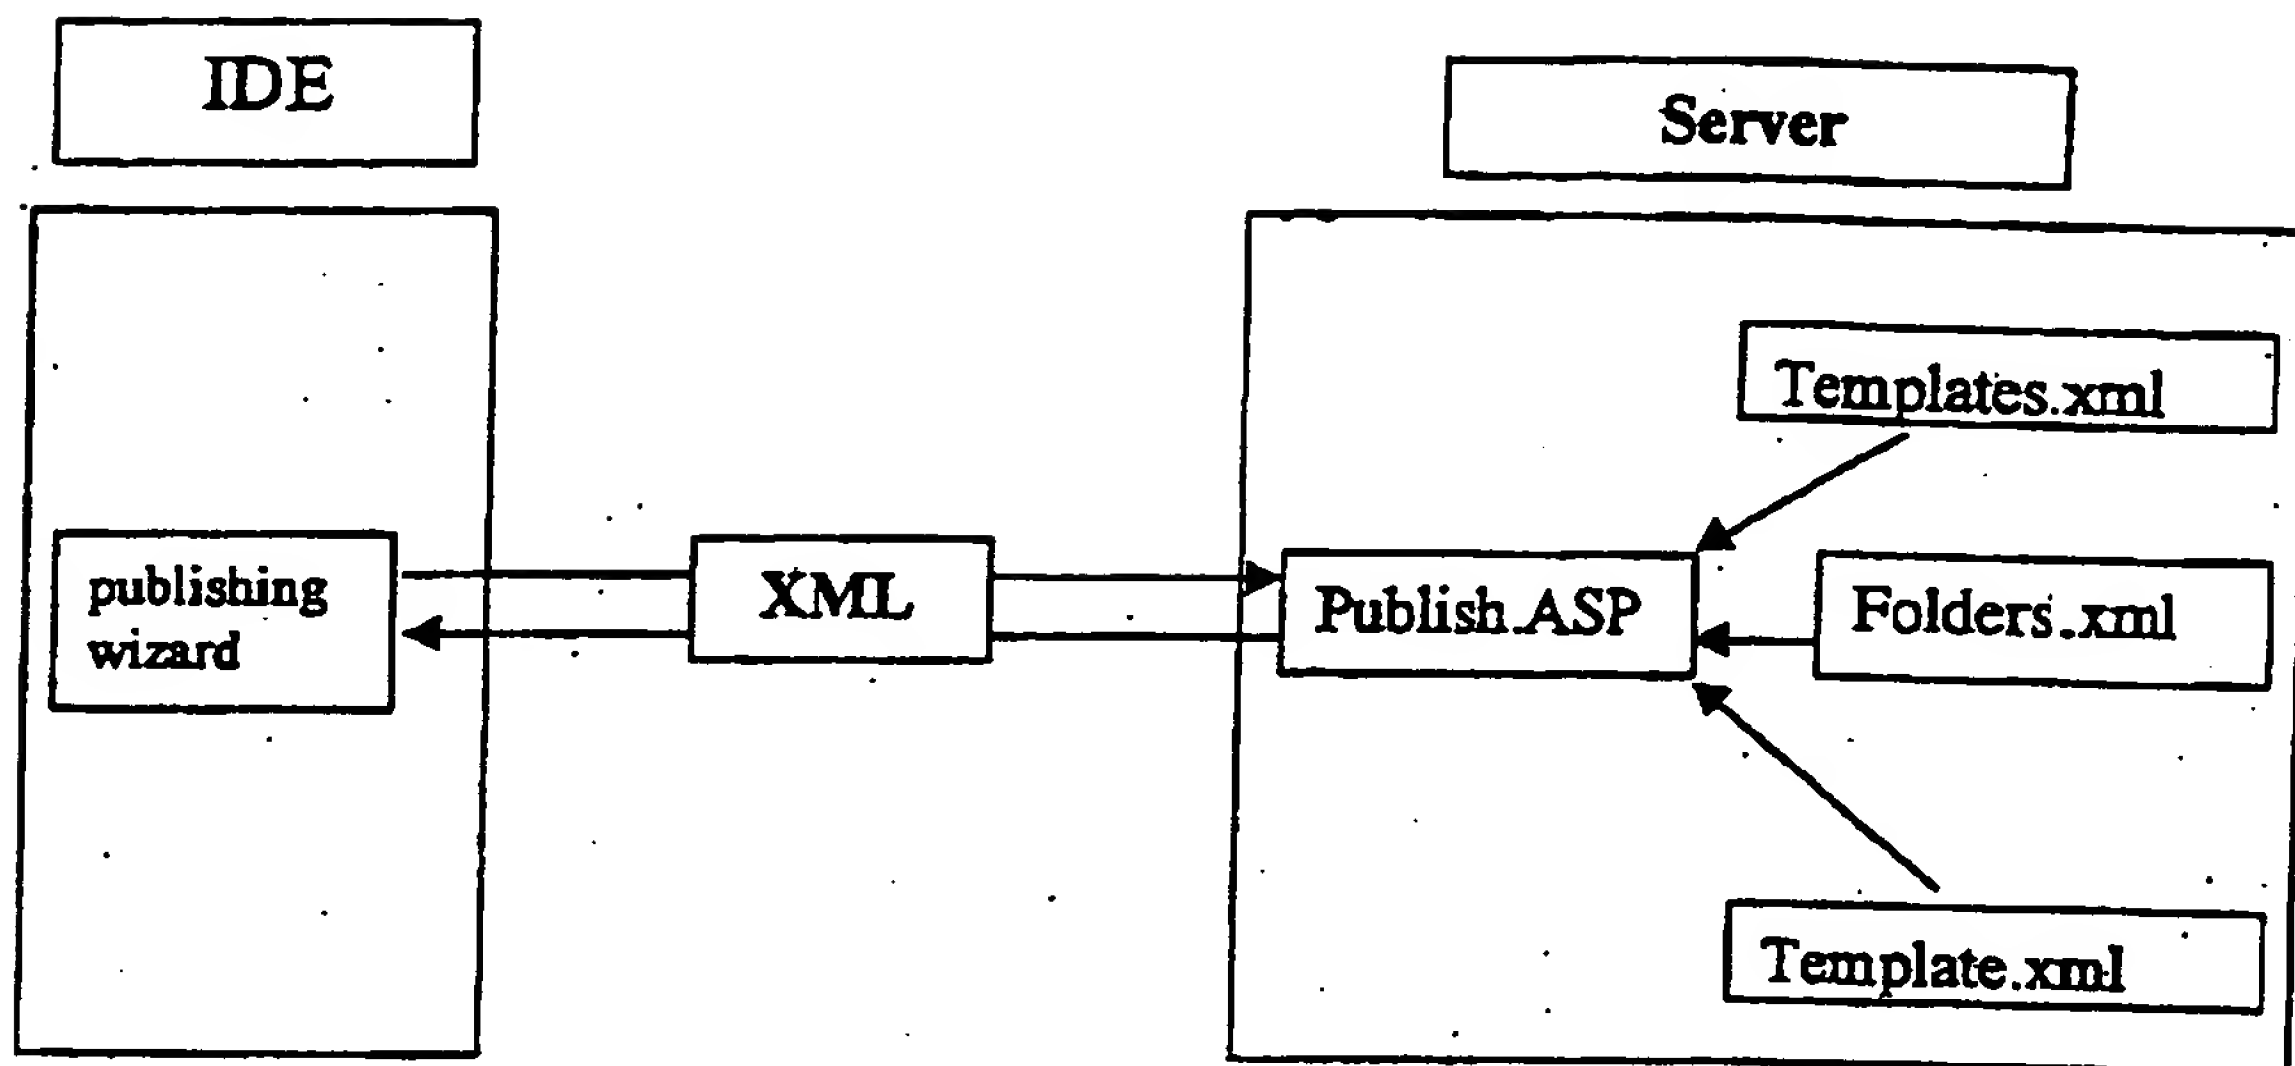 IDE
Server
Templates.xml
publishing
wizard
XML
Publish.ASP
Folders.xml
Template.xml